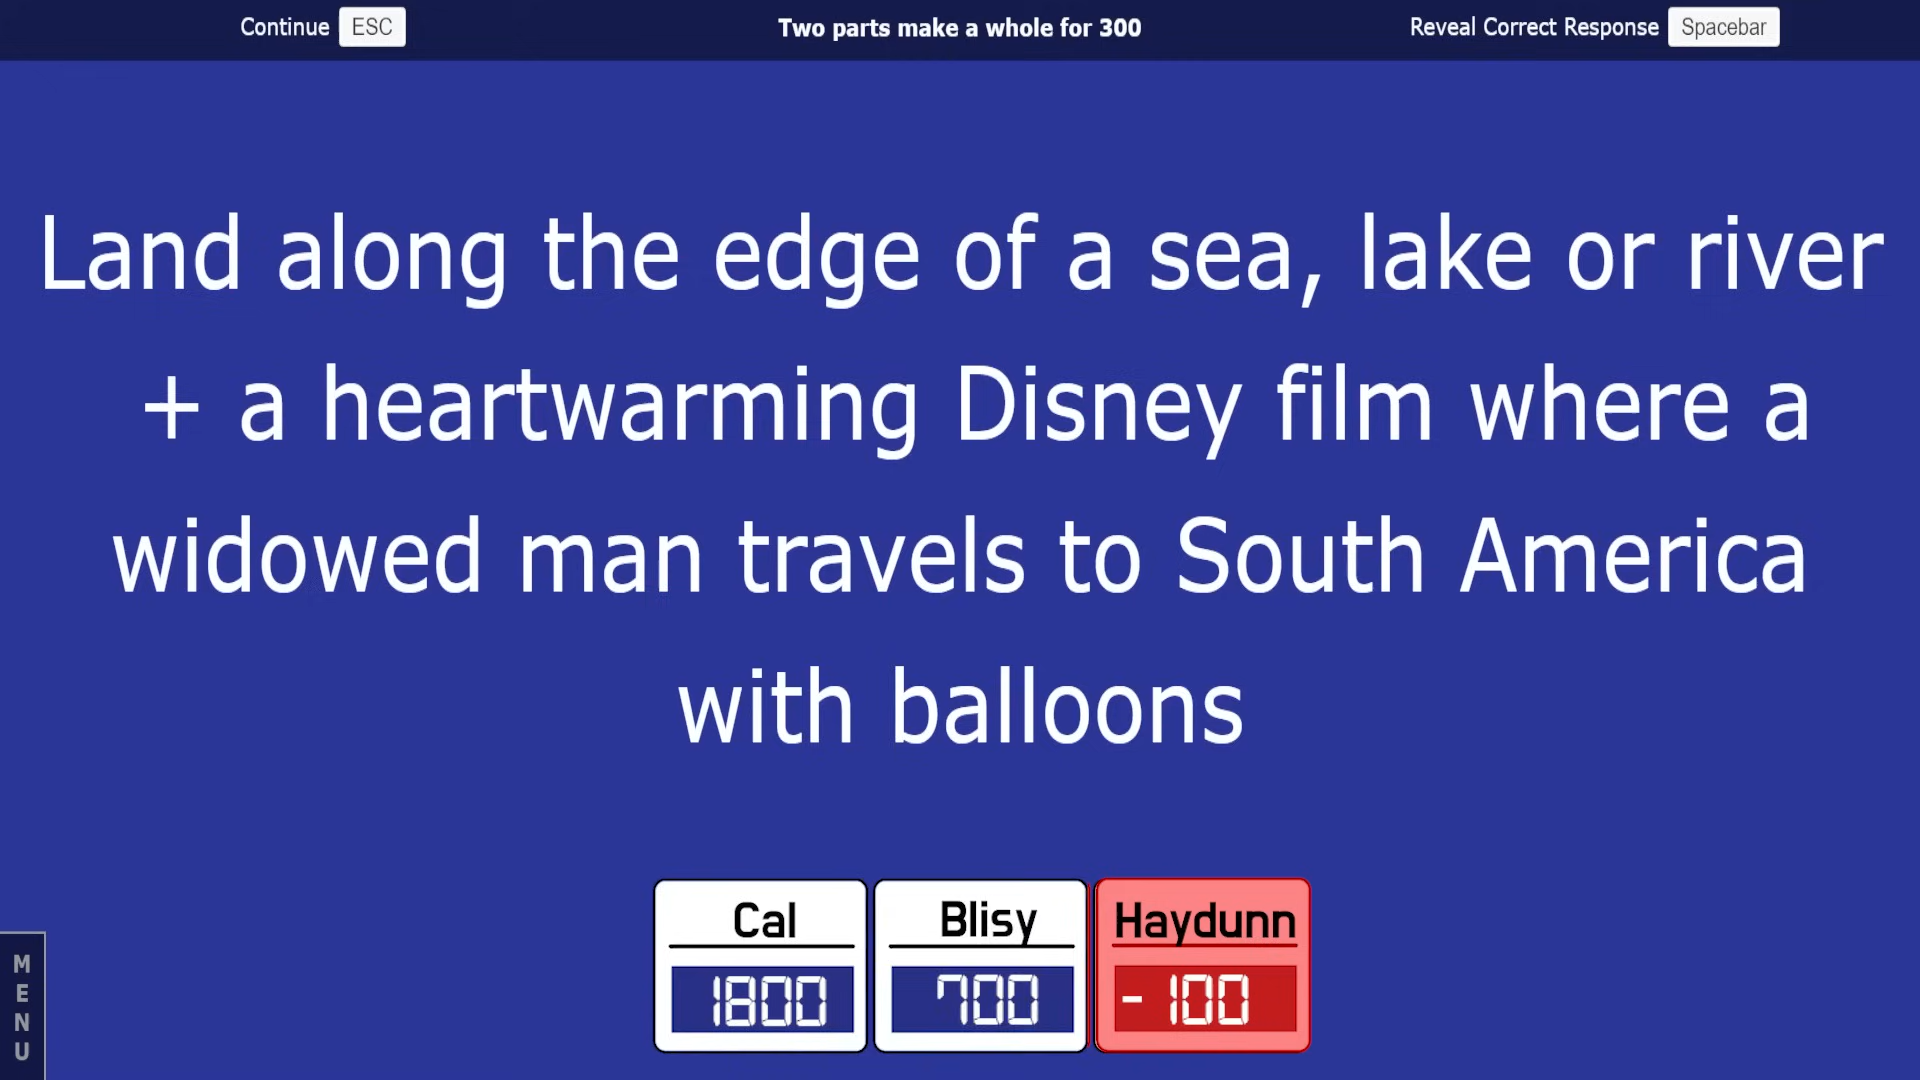 Continue ESC
Two parts make a whole for 300
Reveal Correct Response Spacebar
Land along the edge of a sea, lake or river
+ a heartwarming Disney film where a
widowed man travels to South America
with balloons
Cal
1800
Blisy
700
Haydunn
- 100
MENU